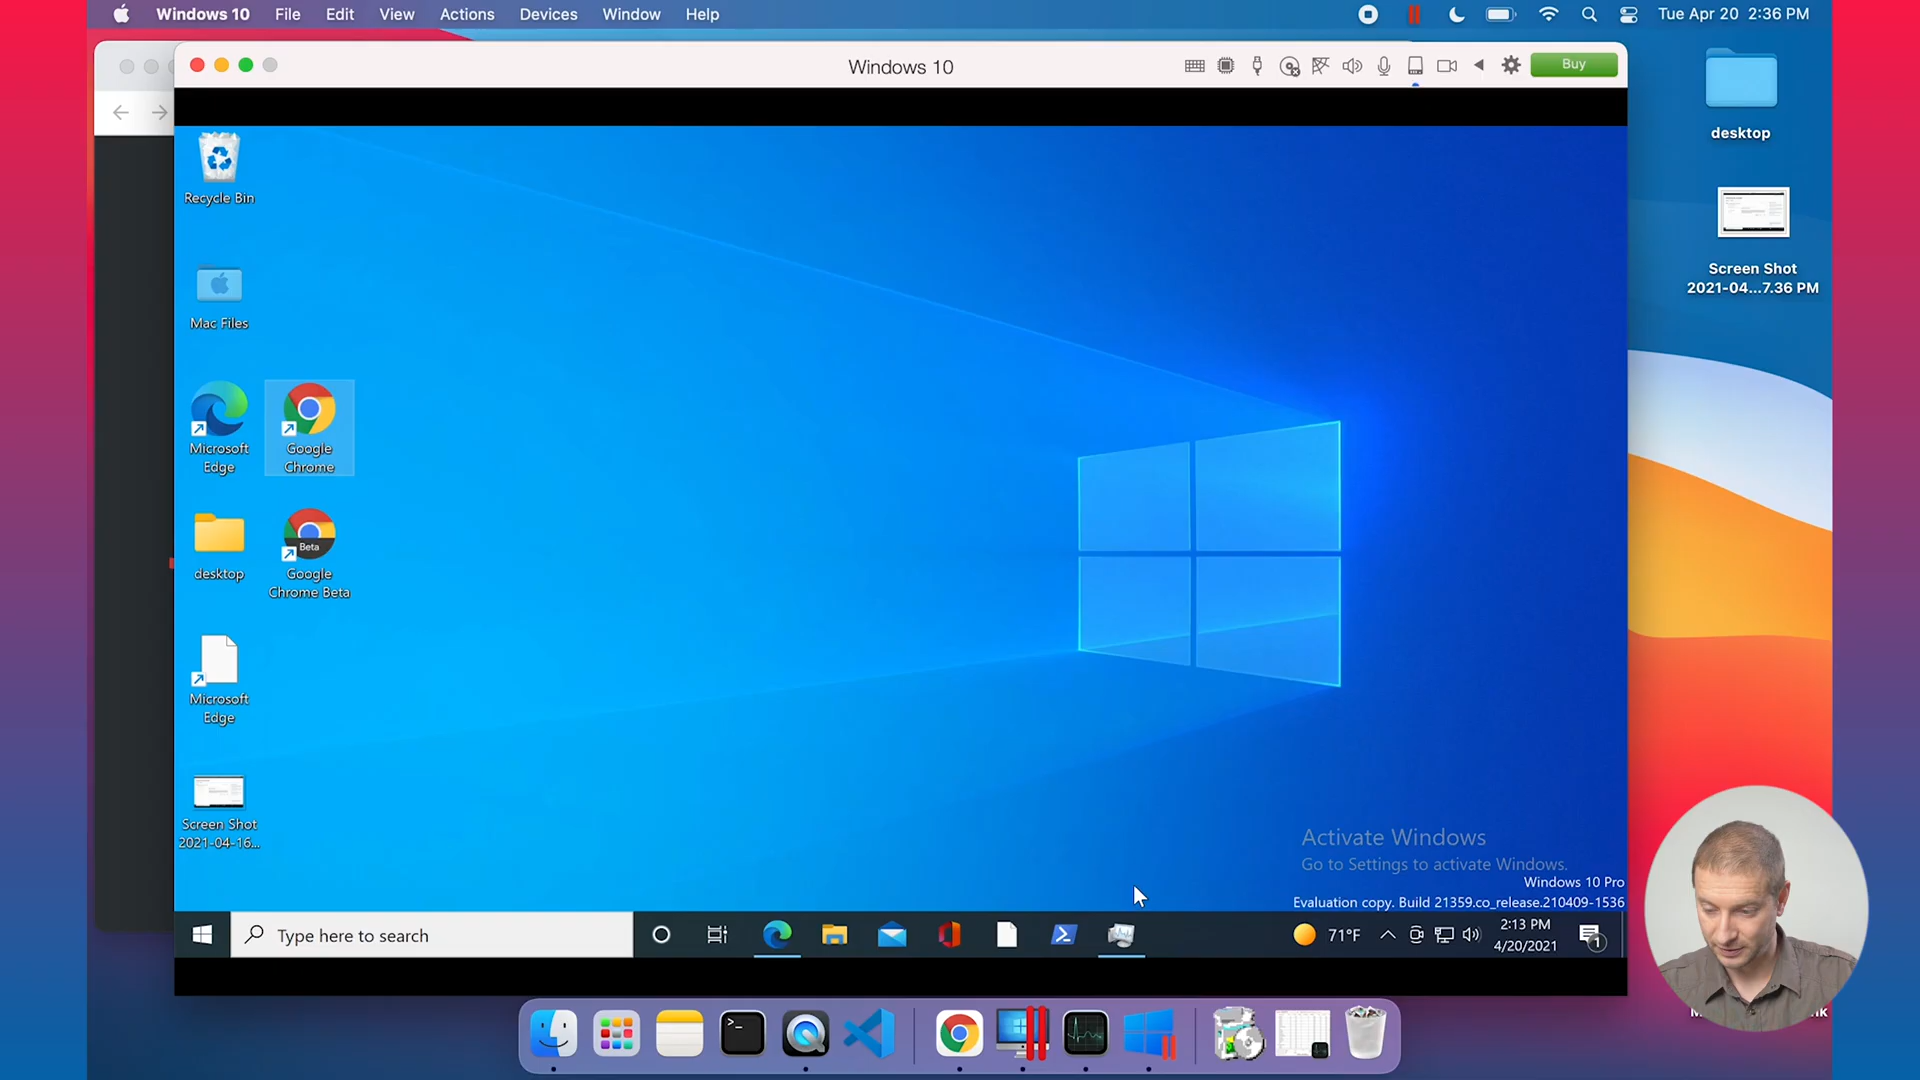 Windows 10 File Edit View Actions Devices Window Help
Tue Apr 20 2:36 PM
Windows 10
Buy
desktop
Screen Shot
2021-04...7.36 PM
Recycle Bin
Mac Files
Microsoft
Edge
Google
Chrome
desktop
Beta
Google
Chrome Beta
Microsoft
Edge
Screen Shot
2021-04-16...
Activate Windows
Go to Settings to activate Windows.
Windows 10 Pro
Evaluation copy. Build 21359.co_release.210409-1536
Type here to search
71°F
2:13 PM
4/20/2021
1